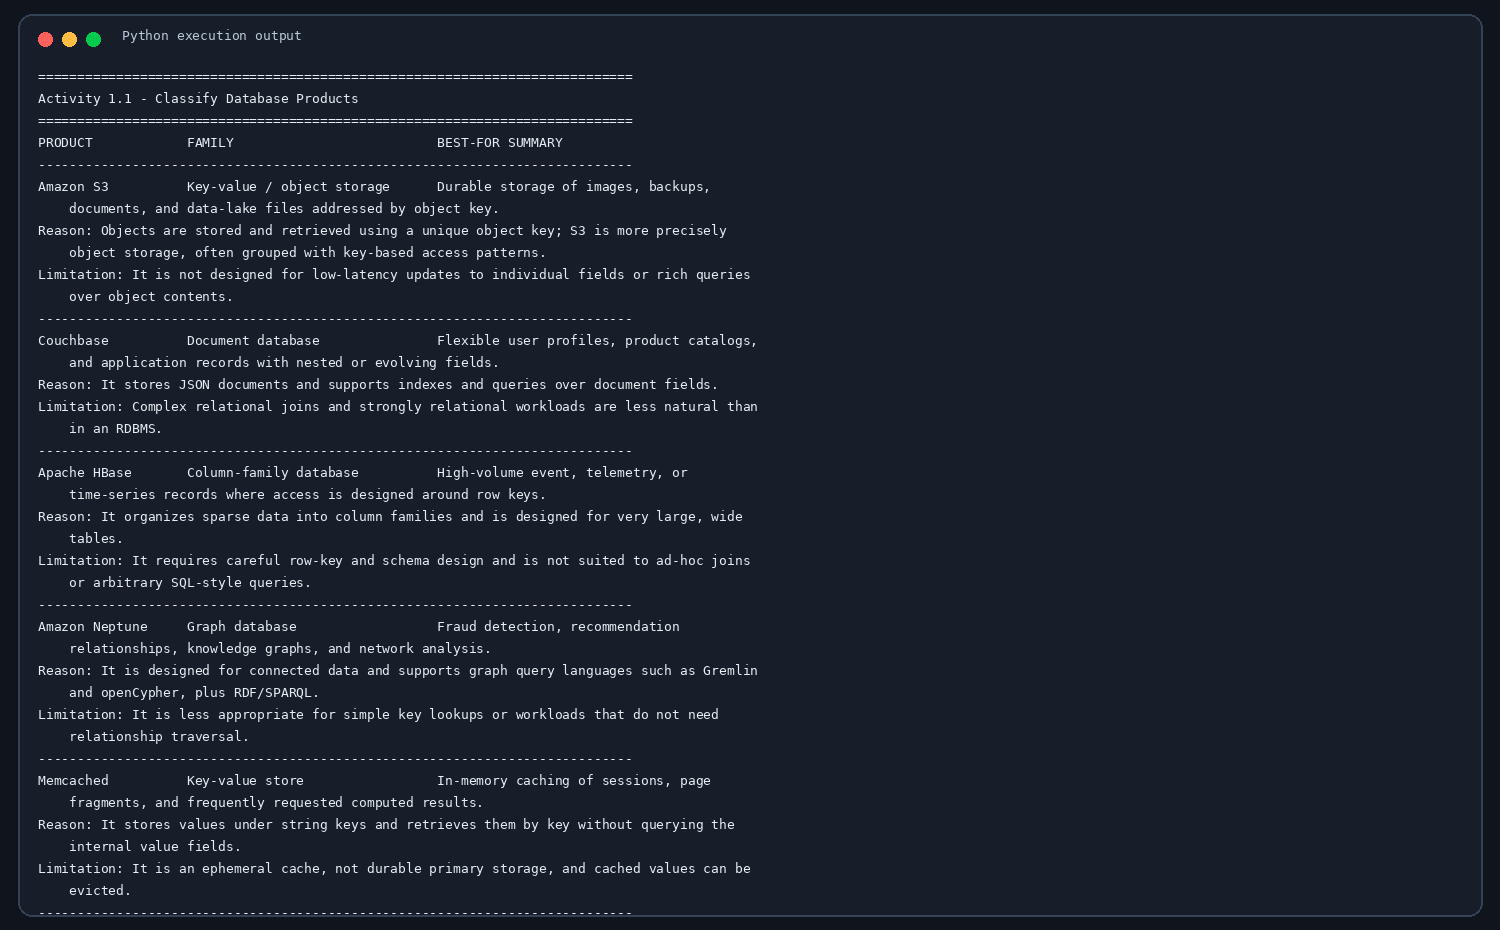 Python execution output
============================================================================
Activity 1.1 - Classify Database Products
============================================================================
PRODUCT            FAMILY                          BEST-FOR SUMMARY
----------------------------------------------------------------------------
Amazon S3          Key-value / object storage      Durable storage of images, backups,
    documents, and data-lake files addressed by object key.
Reason: Objects are stored and retrieved using a unique object key; S3 is more precisely
    object storage, often grouped with key-based access patterns.
Limitation: It is not designed for low-latency updates to individual fields or rich queries
    over object contents.
----------------------------------------------------------------------------
Couchbase          Document database               Flexible user profiles, product catalogs,
    and application records with nested or evolving fields.
Reason: It stores JSON documents and supports indexes and queries over document fields.
Limitation: Complex relational joins and strongly relational workloads are less natural than
    in an RDBMS.
----------------------------------------------------------------------------
Apache HBase       Column-family database          High-volume event, telemetry, or
    time-series records where access is designed around row keys.
Reason: It organizes sparse data into column families and is designed for very large, wide
    tables.
Limitation: It requires careful row-key and schema design and is not suited to ad-hoc joins
    or arbitrary SQL-style queries.
----------------------------------------------------------------------------
Amazon Neptune     Graph database                  Fraud detection, recommendation
    relationships, knowledge graphs, and network analysis.
Reason: It is designed for connected data and supports graph query languages such as Gremlin
    and openCypher, plus RDF/SPARQL.
Limitation: It is less appropriate for simple key lookups or workloads that do not need
    relationship traversal.
----------------------------------------------------------------------------
Memcached          Key-value store                 In-memory caching of sessions, page
    fragments, and frequently requested computed results.
Reason: It stores values under string keys and retrieves them by key without querying the
    internal value fields.
Limitation: It is an ephemeral cache, not durable primary storage, and cached values can be
    evicted.
----------------------------------------------------------------------------